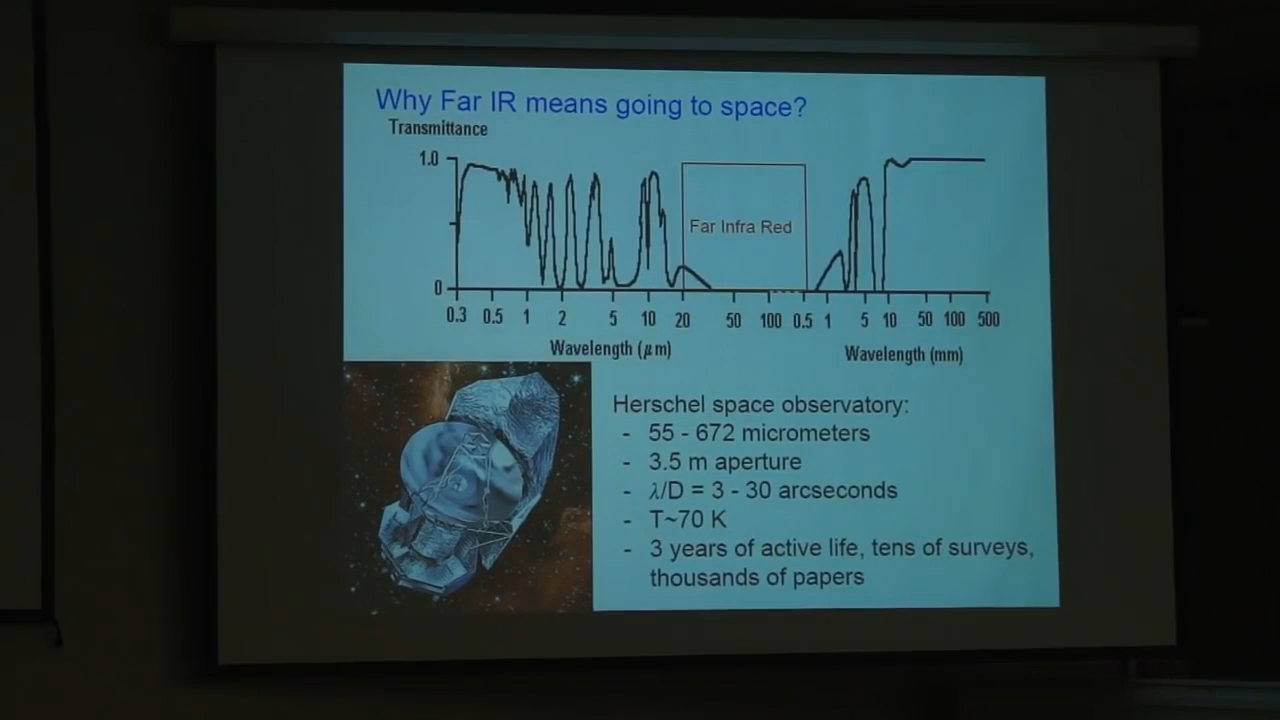 Why Far IR means going to space?
Transmittance
1.0
Far Infra Red
0
0.3 0.5 1 2 5 10 20 50 100 0.5 1 5 10 50 100 500
Wavelength (μm) Wavelength (mm)
Herschel space observatory:
- 55 - 672 micrometers
- 3.5 m aperture
- λ/D = 3 - 30 arcseconds
- T~70 K
- 3 years of active life, tens of surveys,
thousands of papers